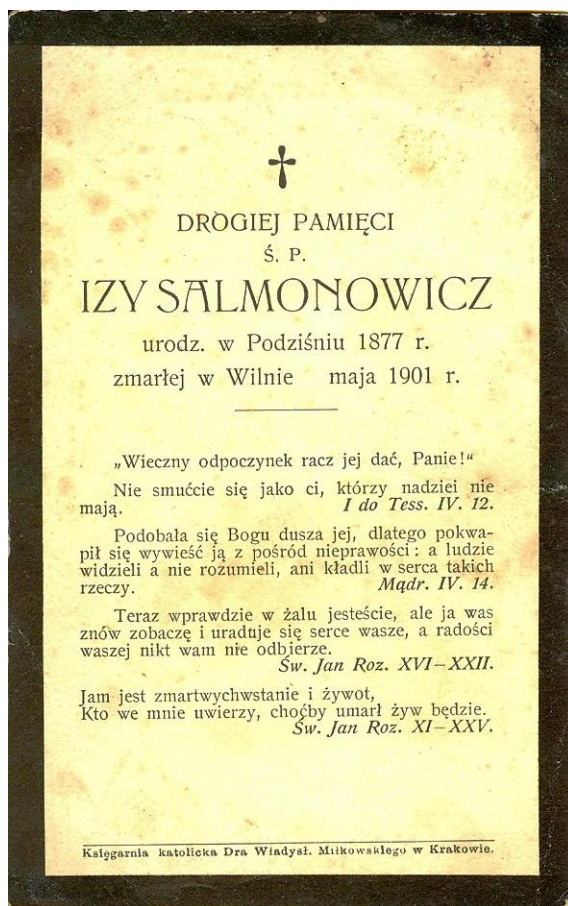 DROGIEJ PAMIĘCI
Ś. P.
IZY SALMONOWICZ
urodz. w Podziśniu 1877 r.
zmarłej w Wilnie maja 1901 r.
„Wieczny odpoczynek racz jej dać, Panie!“
Nie smućcie się jako ci, którzy nadziei nie
mają. I do Tess. IV. 12.
Podobała się Bogu dusza jej, dlatego pokwa-
pił się wywieść ją z pośród nieprawości: a ludzie
widzieli a nie rozumieli, ani kładli w serca takich
rzeczy. Mądr. IV. 14.
Teraz wprawdzie w żalu jesteście, ale ja was
znów zobaczę i uraduje się serce wasze, a radości
waszej nikt wam nie odbierze.
Św. Jan Roz. XVI–XXII.
Jam jest zmartwychwstanie i żywot,
Kto we mnie uwierzy, choćby umarł żyw będzie.
Św. Jan Roz. XI–XXV.
Księgarnia katolicka Dra Władysł. Miłkowskiego w Krakowie.